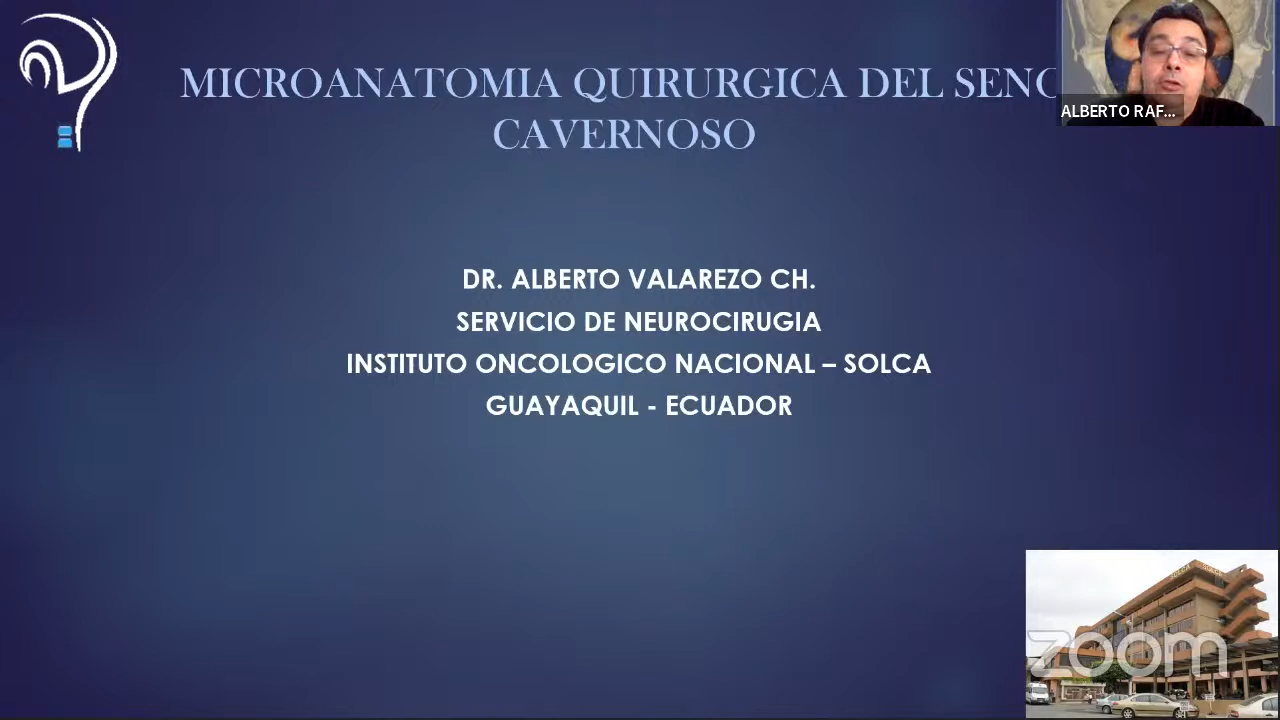 MICROANATOMIA QUIRURGICA DEL SENO
CAVERNOSO
ALBERTO RAF...
DR. ALBERTO VALAREZO CH.
SERVICIO DE NEUROCIRUGIA
INSTITUTO ONCOLOGICO NACIONAL – SOLCA
GUAYAQUIL - ECUADOR
zoom